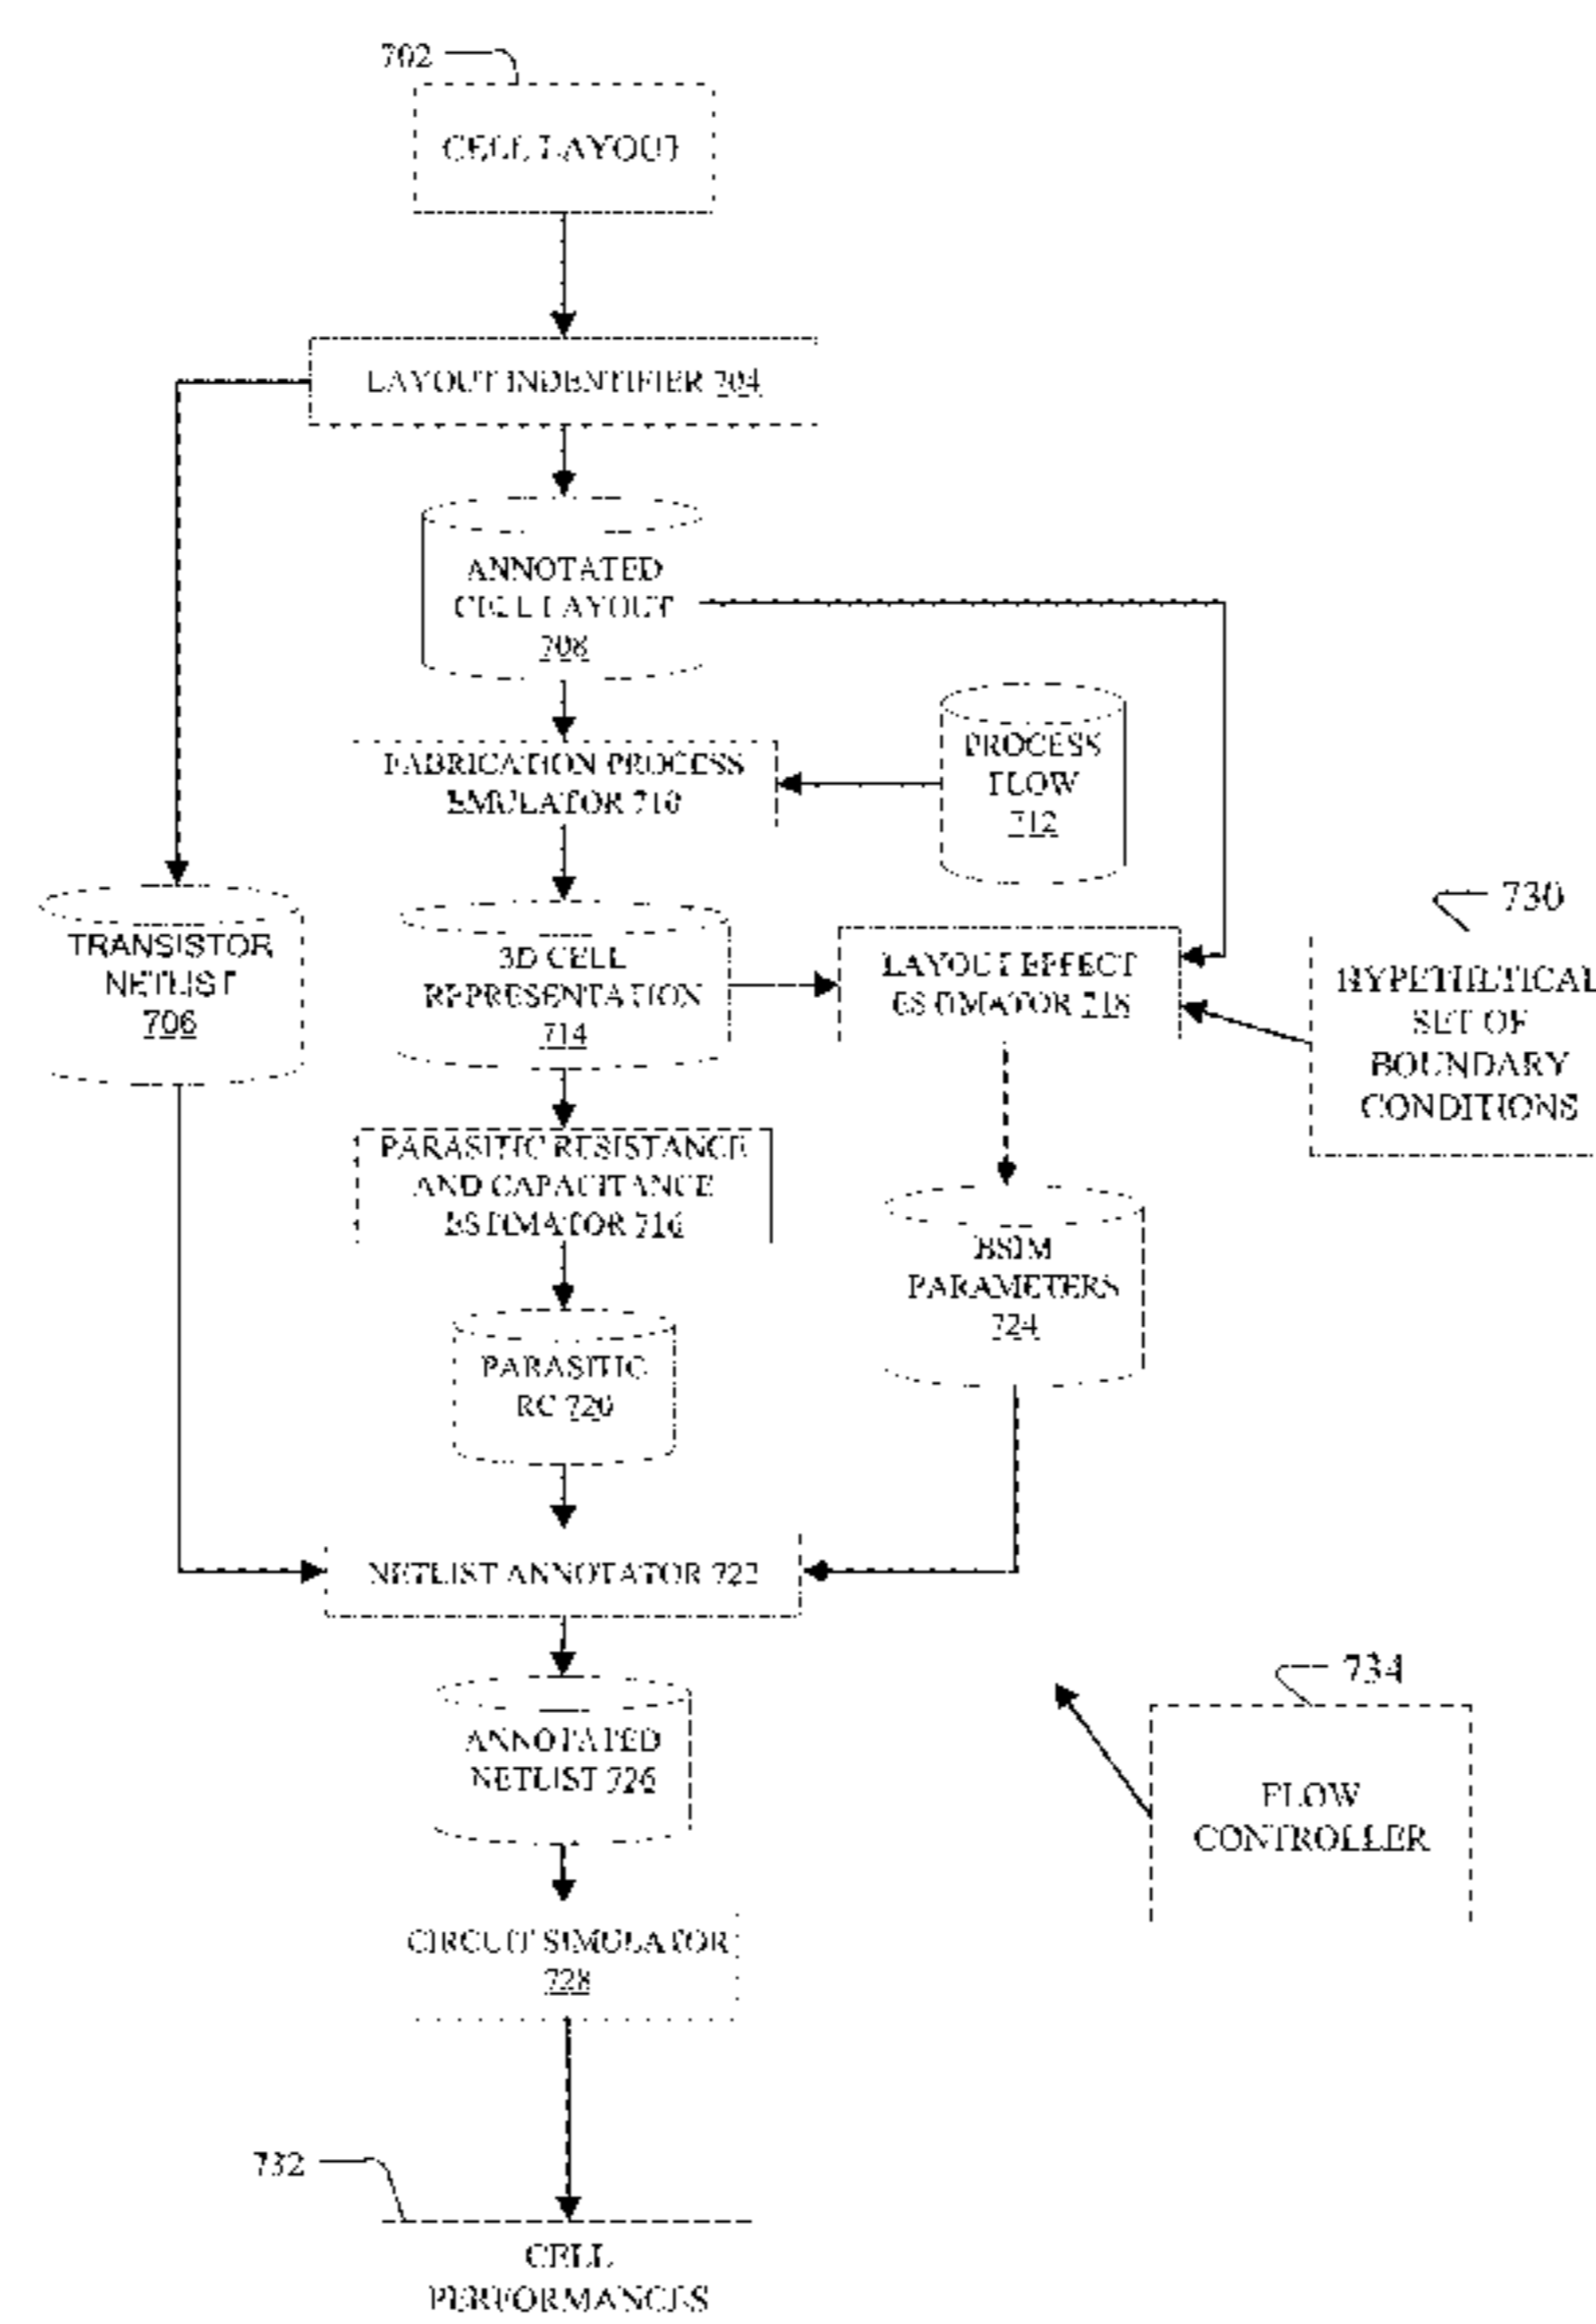 702
CELL LAYOUT
LAYOUT INDENTIFIER 704
ANNOTATED
CELL LAYOUT
708
PROCESS
FLOW
712
FABRICATION PROCESS
EMULATOR 710
730
TRANSISTOR
NETLIST
706
3D CELL
REPRESENTATION
714
LAYOUT EFFECT
ESTIMATOR 718
HYPETHETICAL
SET OF
BOUNDARY
CONDITIONS
PARASITIC RESISTANCE
AND CAPACITANCE
ESTIMATOR 716
BSIM
PARAMETERS
724
PARASITIC
RC 720
NETLIST ANNOTATOR 722
734
ANNOTATED
NETLIST 726
FLOW
CONTROLLER
CIRCUIT SIMULATOR
728
732
CELL
PERFORMANCES